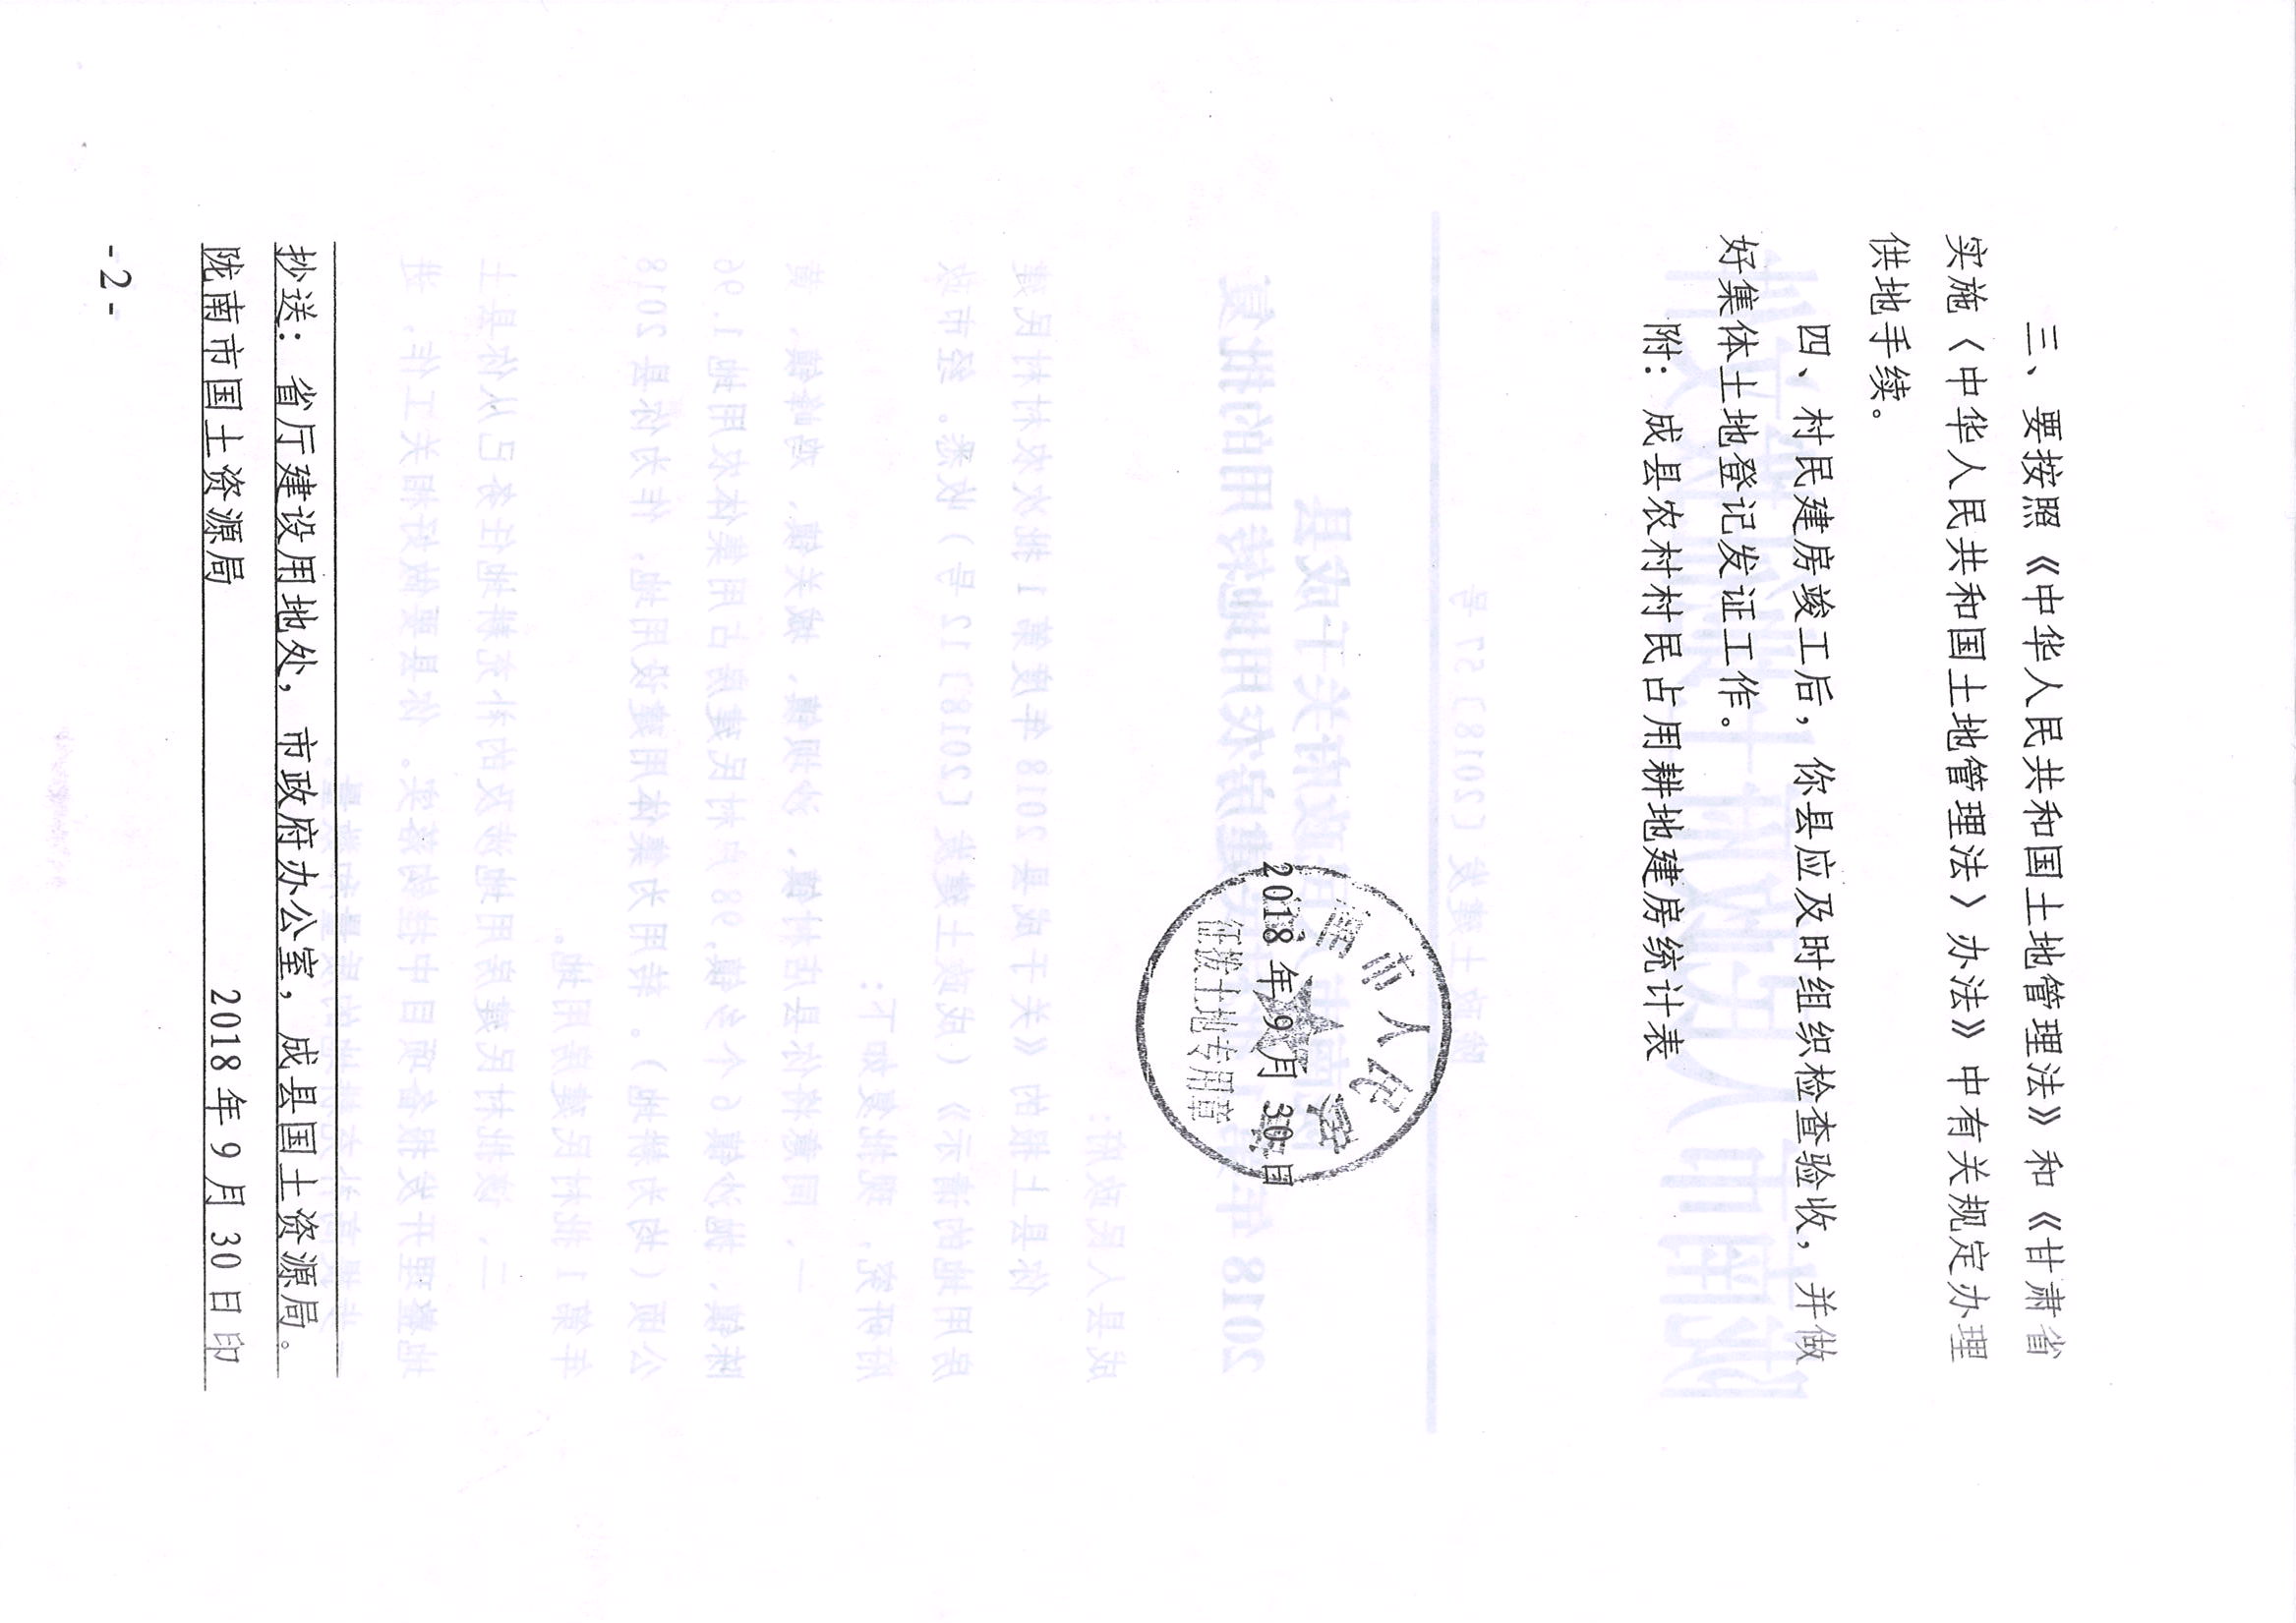 三、要按照《中华人民共和国土地管理法》和《甘肃省
实施〈中华人民共和国土地管理法〉办法》中有关规定办理
供地手续。
四、村民建房竣工后，你县应及时组织检查验收，并做
好集体土地登记发证工作。
附：成县农村村民占用耕地建房统计表
南市人民政府
2018年9月30日
征拨土地专用章
抄送：省厅建设用地处，市政府办公室，成县国土资源局。
陇南市国土资源局 2018年9月30日印
-2-